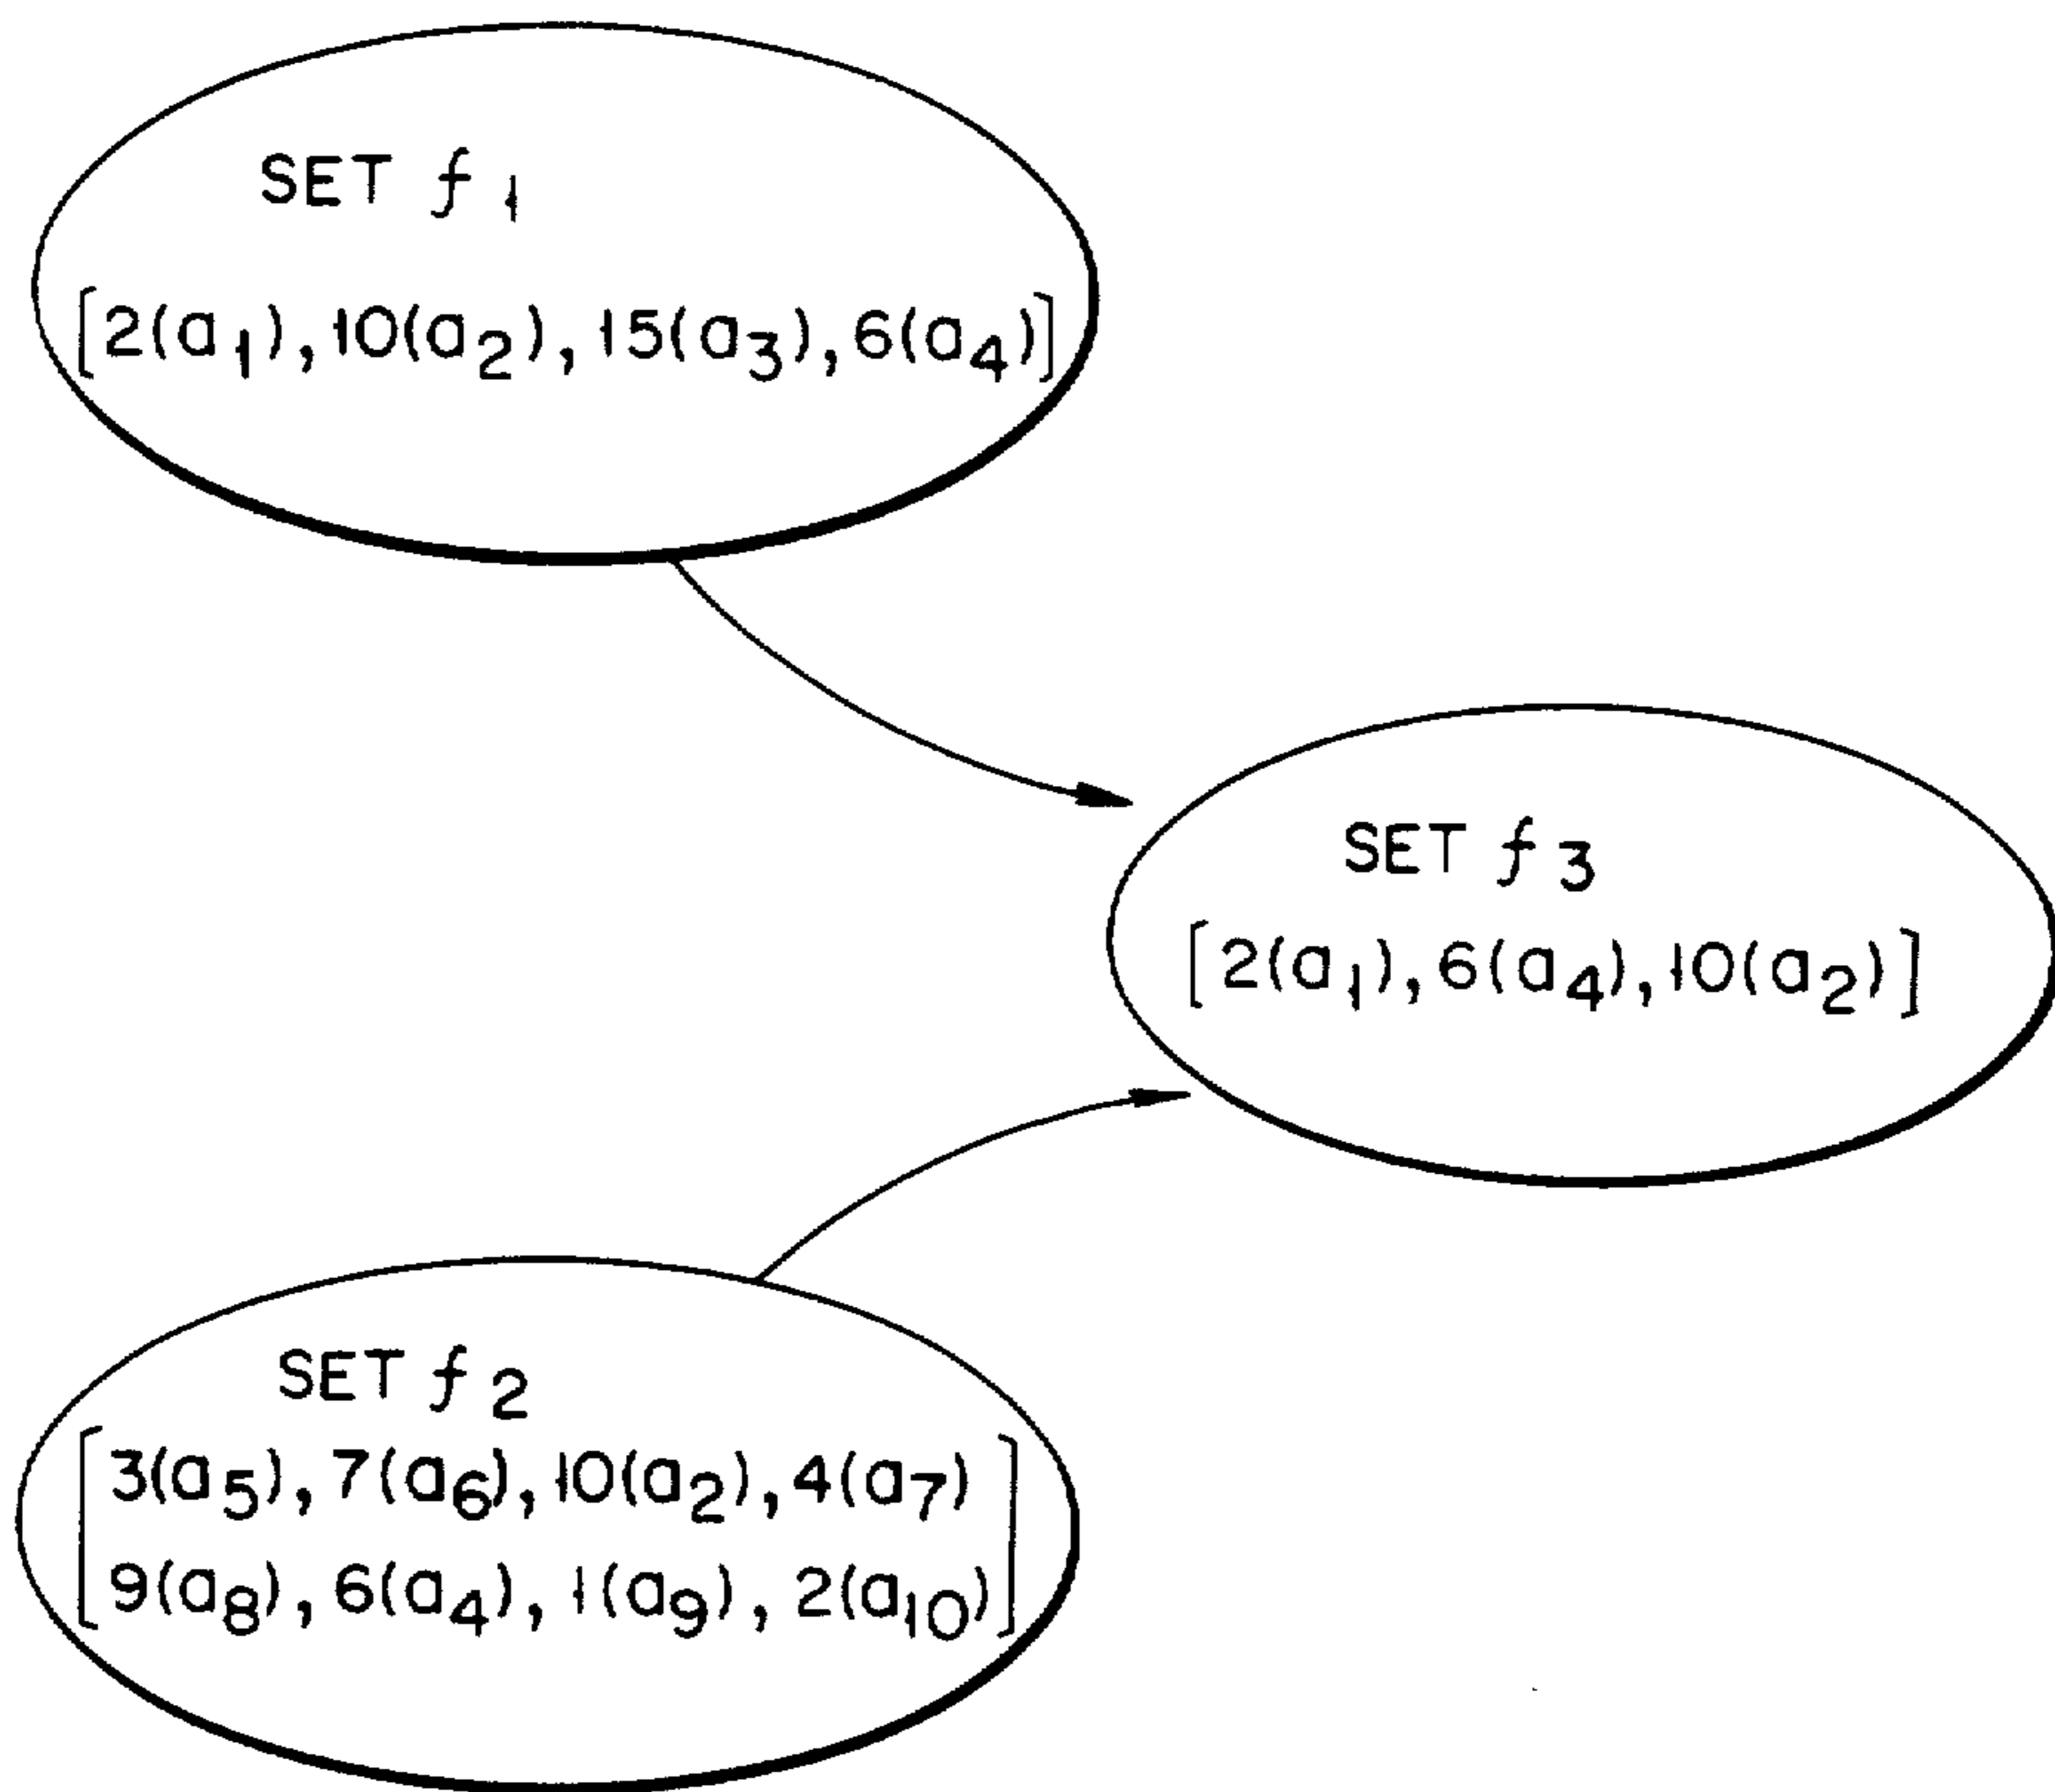 SET f1
[2(a1), 10(a2), 15(a3), 6(a4)]
SET f3
[2(a1), 6(a4), 10(a2)]
SET f2
[3(a5), 7(a6), 10(a2), 4(a7)
9(a8), 6(a4), 1(a9), 2(a10)]